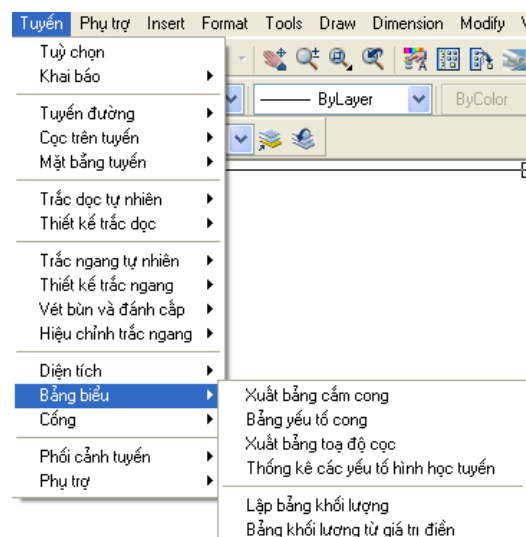 Tuyến Phụ trợ Insert Format Tools Draw Dimension Modify
Tuỳ chọn
Khai báo
ByLayer ByColor
Tuyến đường
Cọc trên tuyến
Mặt bằng tuyến
Trắc dọc tự nhiên
Thiết kế trắc dọc
Trắc ngang tự nhiên
Thiết kế trắc ngang
Vét bùn và đánh cấp
Hiệu chỉnh trắc ngang
Diện tích
Bảng biểu
Cống
Phối cảnh tuyến
Phụ trợ
Xuất bảng cắm cong
Bảng yếu tố cong
Xuất bảng toạ độ cọc
Thống kê các yếu tố hình học tuyến
Lập bảng khối lượng
Bảng khối lượng từ giá trị điền